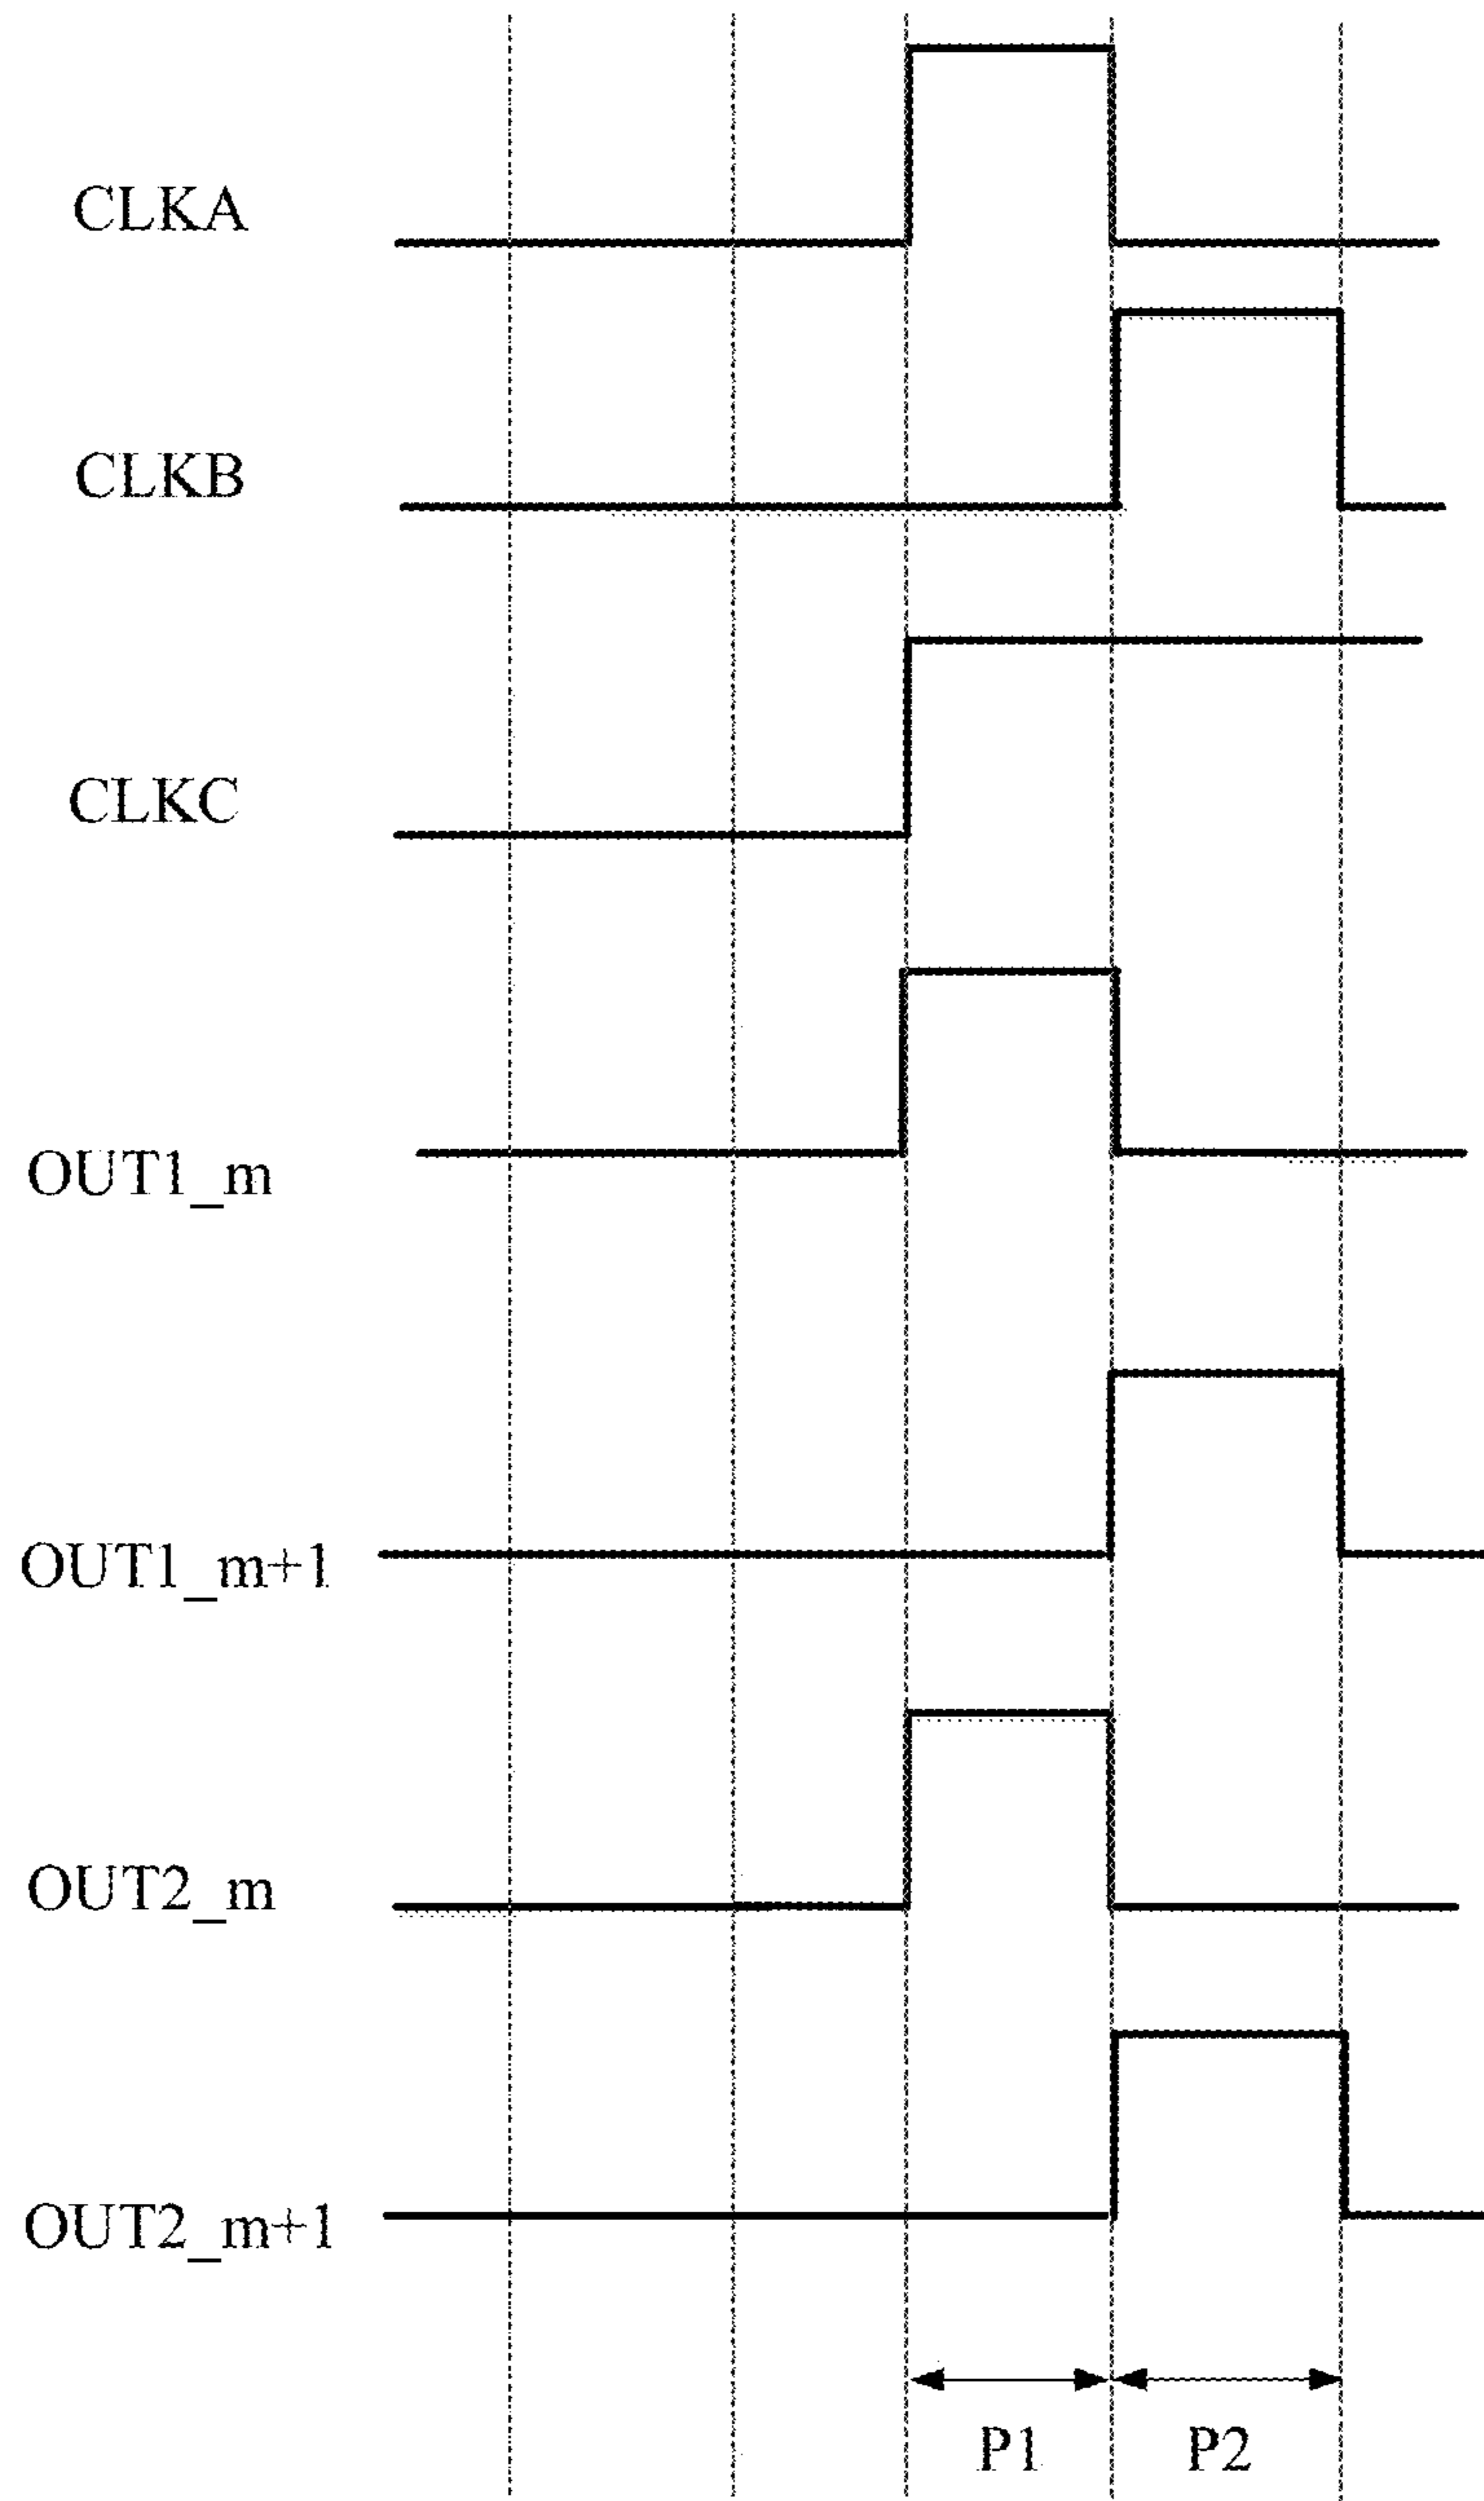 CLKA
CLKB
CLKC
OUT1_m
OUT1_m+1
OUT2_m
OUT2_m+1
P1 P2